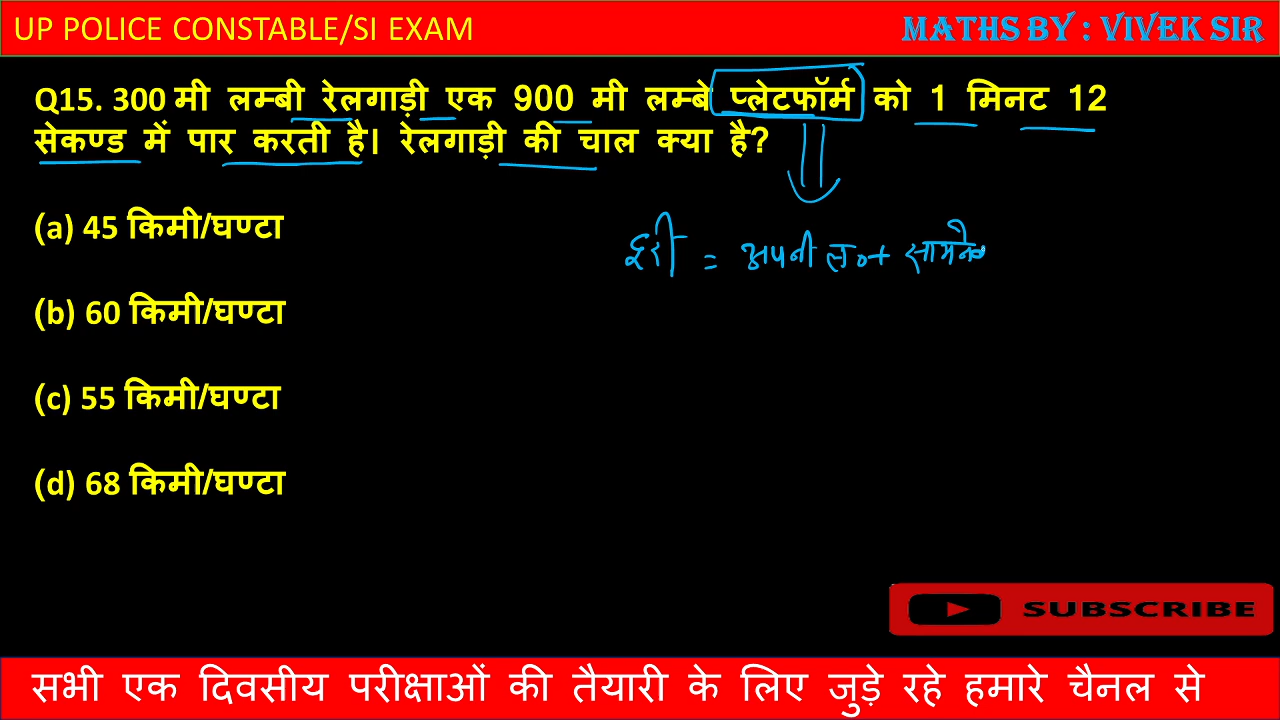 UP POLICE CONSTABLE/SI EXAM
MATHS BY : VIVEK SIR
Q15. 300 मी लम्बी रेलगाड़ी एक 900 मी लम्बे प्लेटफॉर्म को 1 मिनट 12
सेकण्ड में पार करती है। रेलगाड़ी की चाल क्या है?
(a) 45 किमी/घण्टा
दूरी = अपनी ल० + सामने
(b) 60 किमी/घण्टा
(c) 55 किमी/घण्टा
(d) 68 किमी/घण्टा
SUBSCRIBE
सभी एक दिवसीय परीक्षाओं की तैयारी के लिए जुड़े रहे हमारे चैनल से